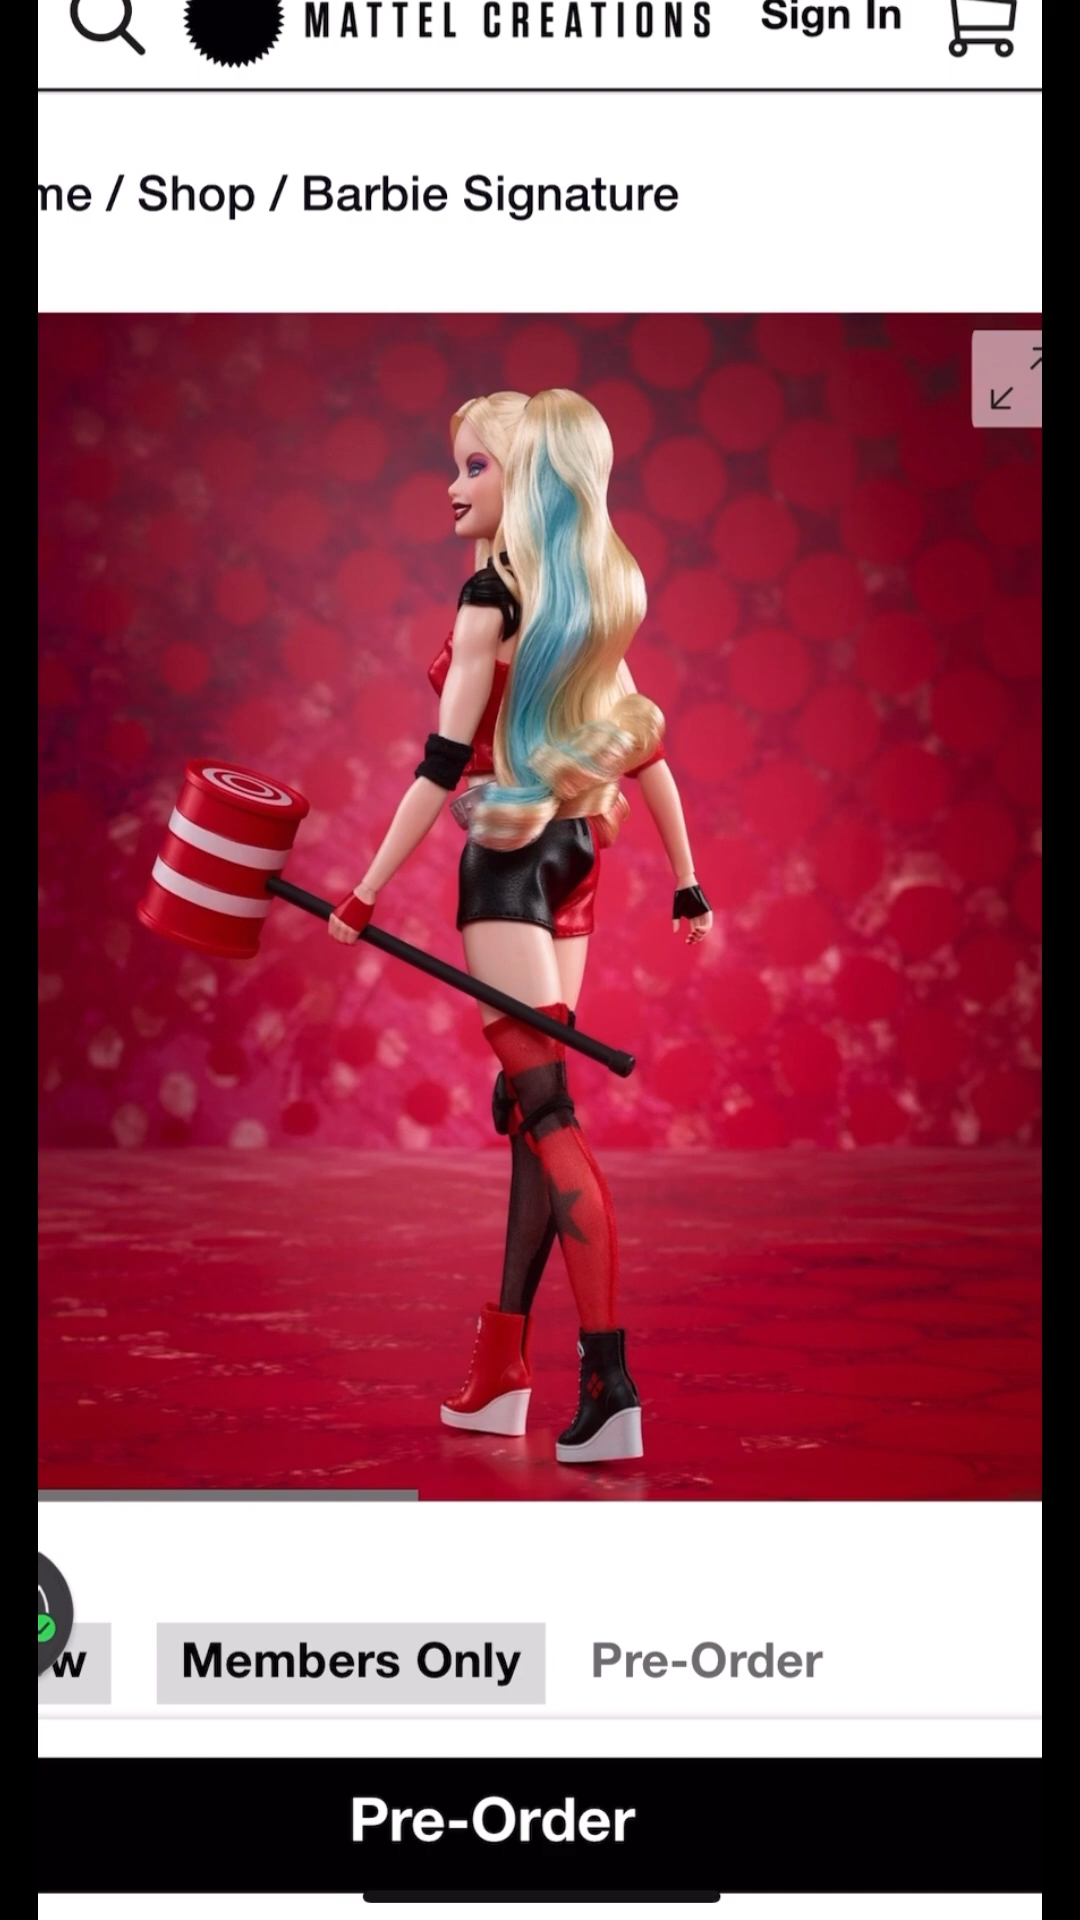 MATTEL CREATIONS
Sign In
me / Shop / Barbie Signature
w
Members Only
Pre-Order
Pre-Order